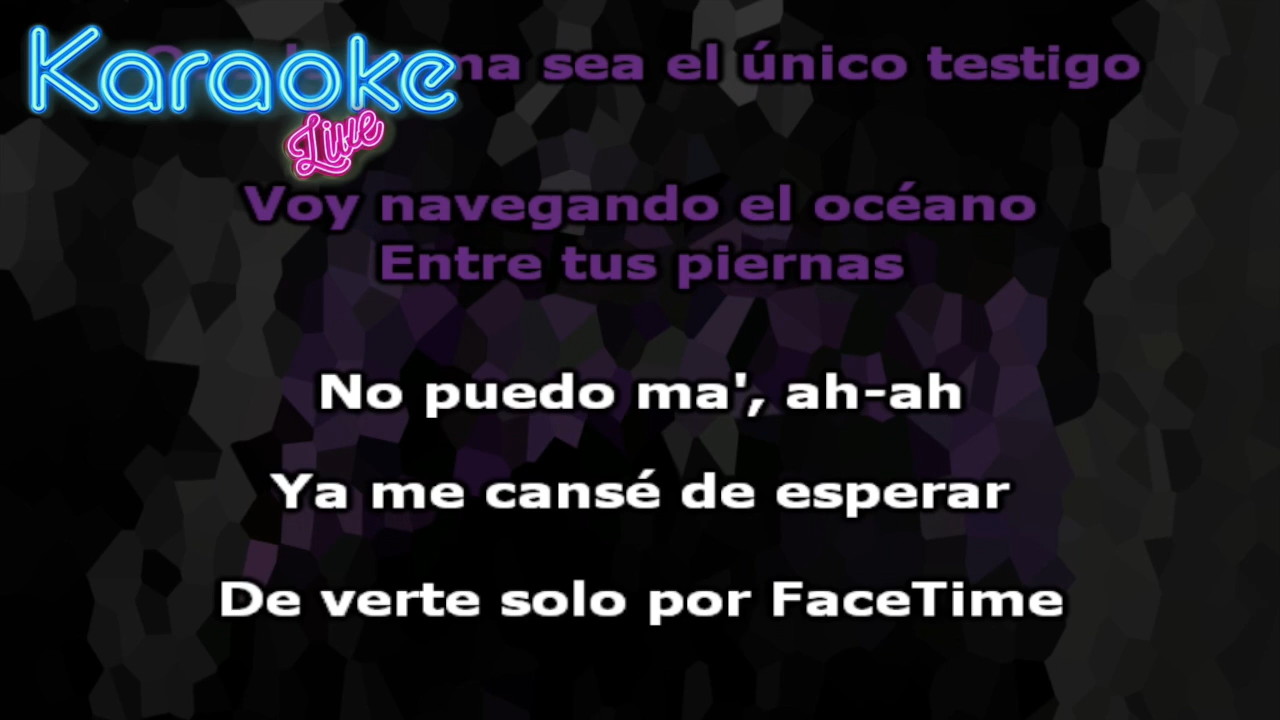 Karaoke
Live
sea el único testigo
Voy navegando el océano
Entre tus piernas
No puedo ma', ah-ah
Ya me cansé de esperar
De verte solo por FaceTime